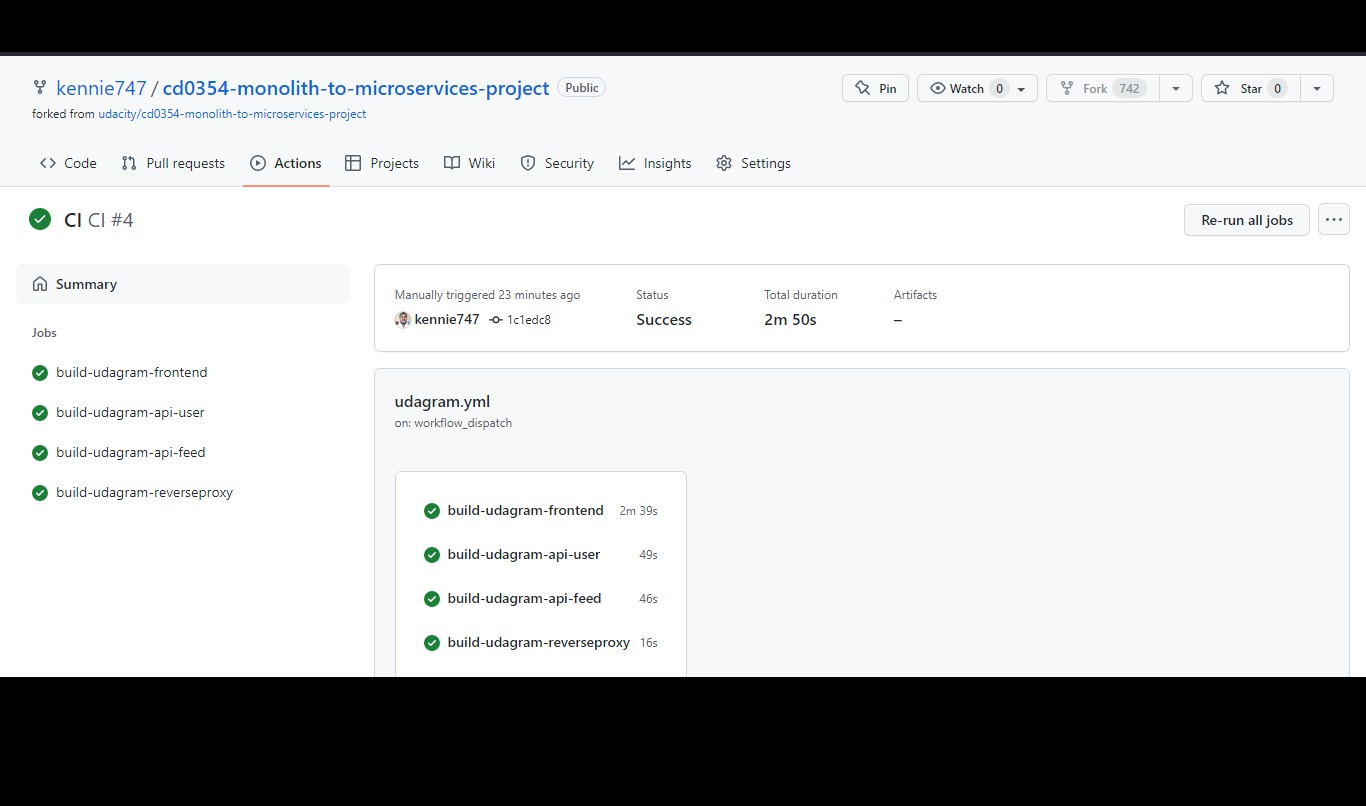 kennie747 / cd0354-monolith-to-microservices-project Public
Pin Watch 0 Fork 742 Star 0
forked from udacity/cd0354-monolith-to-microservices-project
Code Pull requests Actions Projects Wiki Security Insights Settings
CI CI #4
Re-run all jobs
Summary
Jobs
build-udagram-frontend
build-udagram-api-user
build-udagram-api-feed
build-udagram-reverseproxy
Manually triggered 23 minutes ago Status Total duration Artifacts
kennie747 1c1edc8 Success 2m 50s –
udagram.yml
on: workflow_dispatch
build-udagram-frontend 2m 39s
build-udagram-api-user 49s
build-udagram-api-feed 46s
build-udagram-reverseproxy 16s